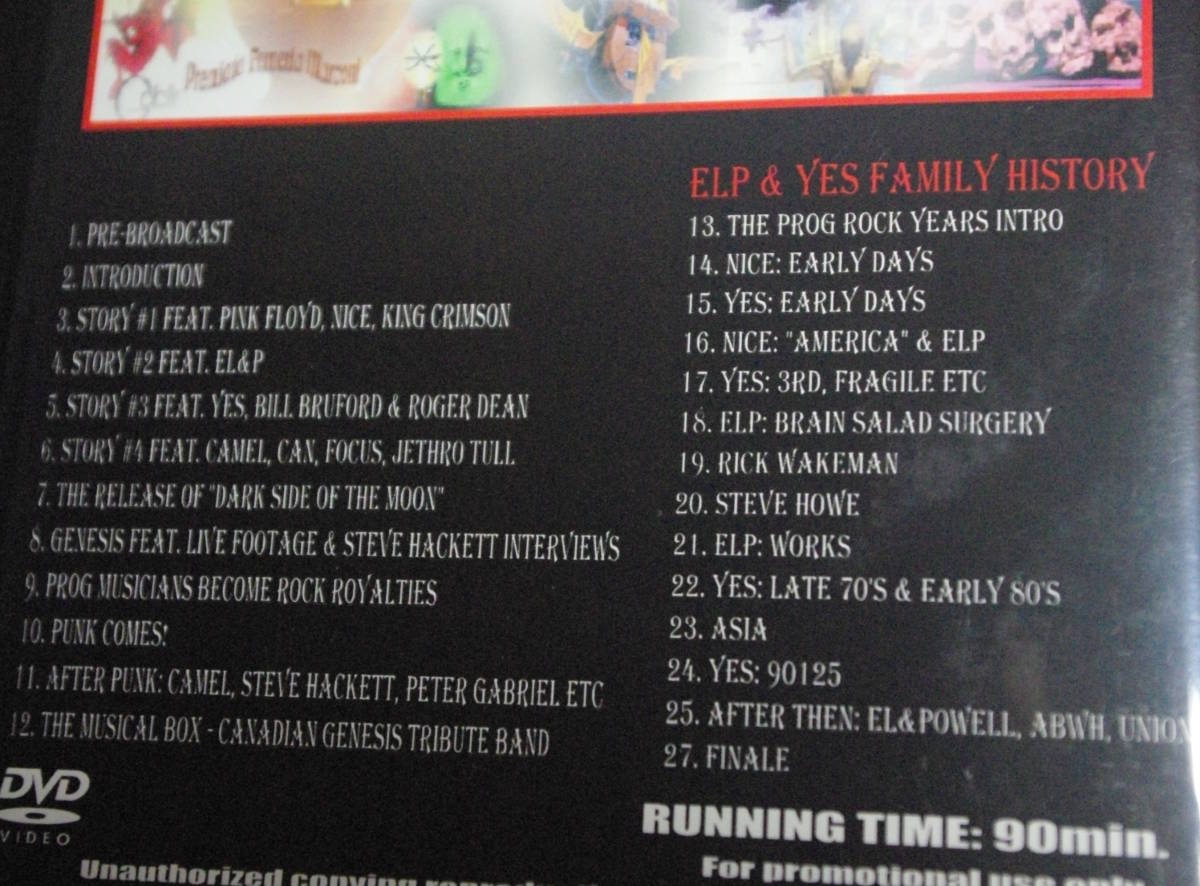 Premiata Forneria Marconi
1. PRE-BROADCAST
2. INTRODUCTION
3. STORY #1 FEAT. PINK FLOYD, NICE, KING CRIMSON
4. STORY #2 FEAT. EL&P
5. STORY #3 FEAT. YES, BILL BRUFORD & ROGER DEAN
6. STORY #4 FEAT. CAMEL, CAN, FOCUS, JETHRO TULL
7. THE RELEASE OF "DARK SIDE OF THE MOON"
8. GENESIS FEAT. LIVE FOOTAGE & STEVE HACKETT INTERVIEWS
9. PROG MUSICIANS BECOME ROCK ROYALTIES
10. PUNK COMES!
11. AFTER PUNK: CAMEL, STEVE HACKETT, PETER GABRIEL ETC
12. THE MUSICAL BOX - CANADIAN GENESIS TRIBUTE BAND
ELP & YES FAMILY HISTORY
13. THE PROG ROCK YEARS INTRO
14. NICE: EARLY DAYS
15. YES: EARLY DAYS
16. NICE: "AMERICA" & ELP
17. YES: 3RD, FRAGILE ETC
18. ELP: BRAIN SALAD SURGERY
19. RICK WAKEMAN
20. STEVE HOWE
21. ELP: WORKS
22. YES: LATE 70'S & EARLY 80'S
23. ASIA
24. YES: 90125
25. AFTER THEN: EL&POWELL, ABWH, UNION
27. FINALE
DVD
VIDEO
RUNNING TIME: 90min.
Unauthorized copying
For promotional use only